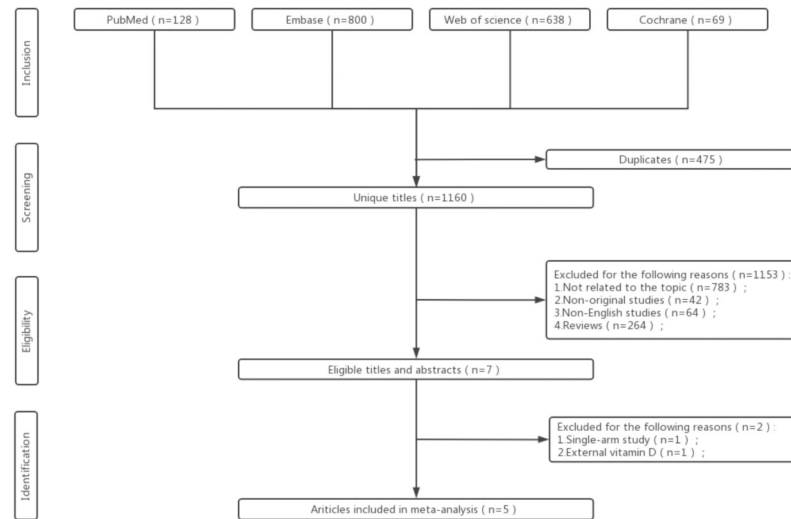 PubMed ( n=128 )
Embase ( n=800 )
Web of science ( n=638 )
Cochrane ( n=69 )
Inclusion
Duplicates ( n=475 )
Screening
Unique titles ( n=1160 )
Excluded for the following reasons ( n=1153 ) :
1.Not related to the topic ( n=783 ) ;
2.Non-original studies ( n=42 ) ;
3.Non-English studies ( n=64 ) ;
4.Reviews ( n=264 ) ;
Eligibility
Eligible titles and abstracts ( n=7 )
Excluded for the following reasons ( n=2 ) :
1.Single-arm study ( n=1 ) ;
2.External vitamin D ( n=1 ) ;
Identification
Ariticles included in meta-analysis ( n=5 )